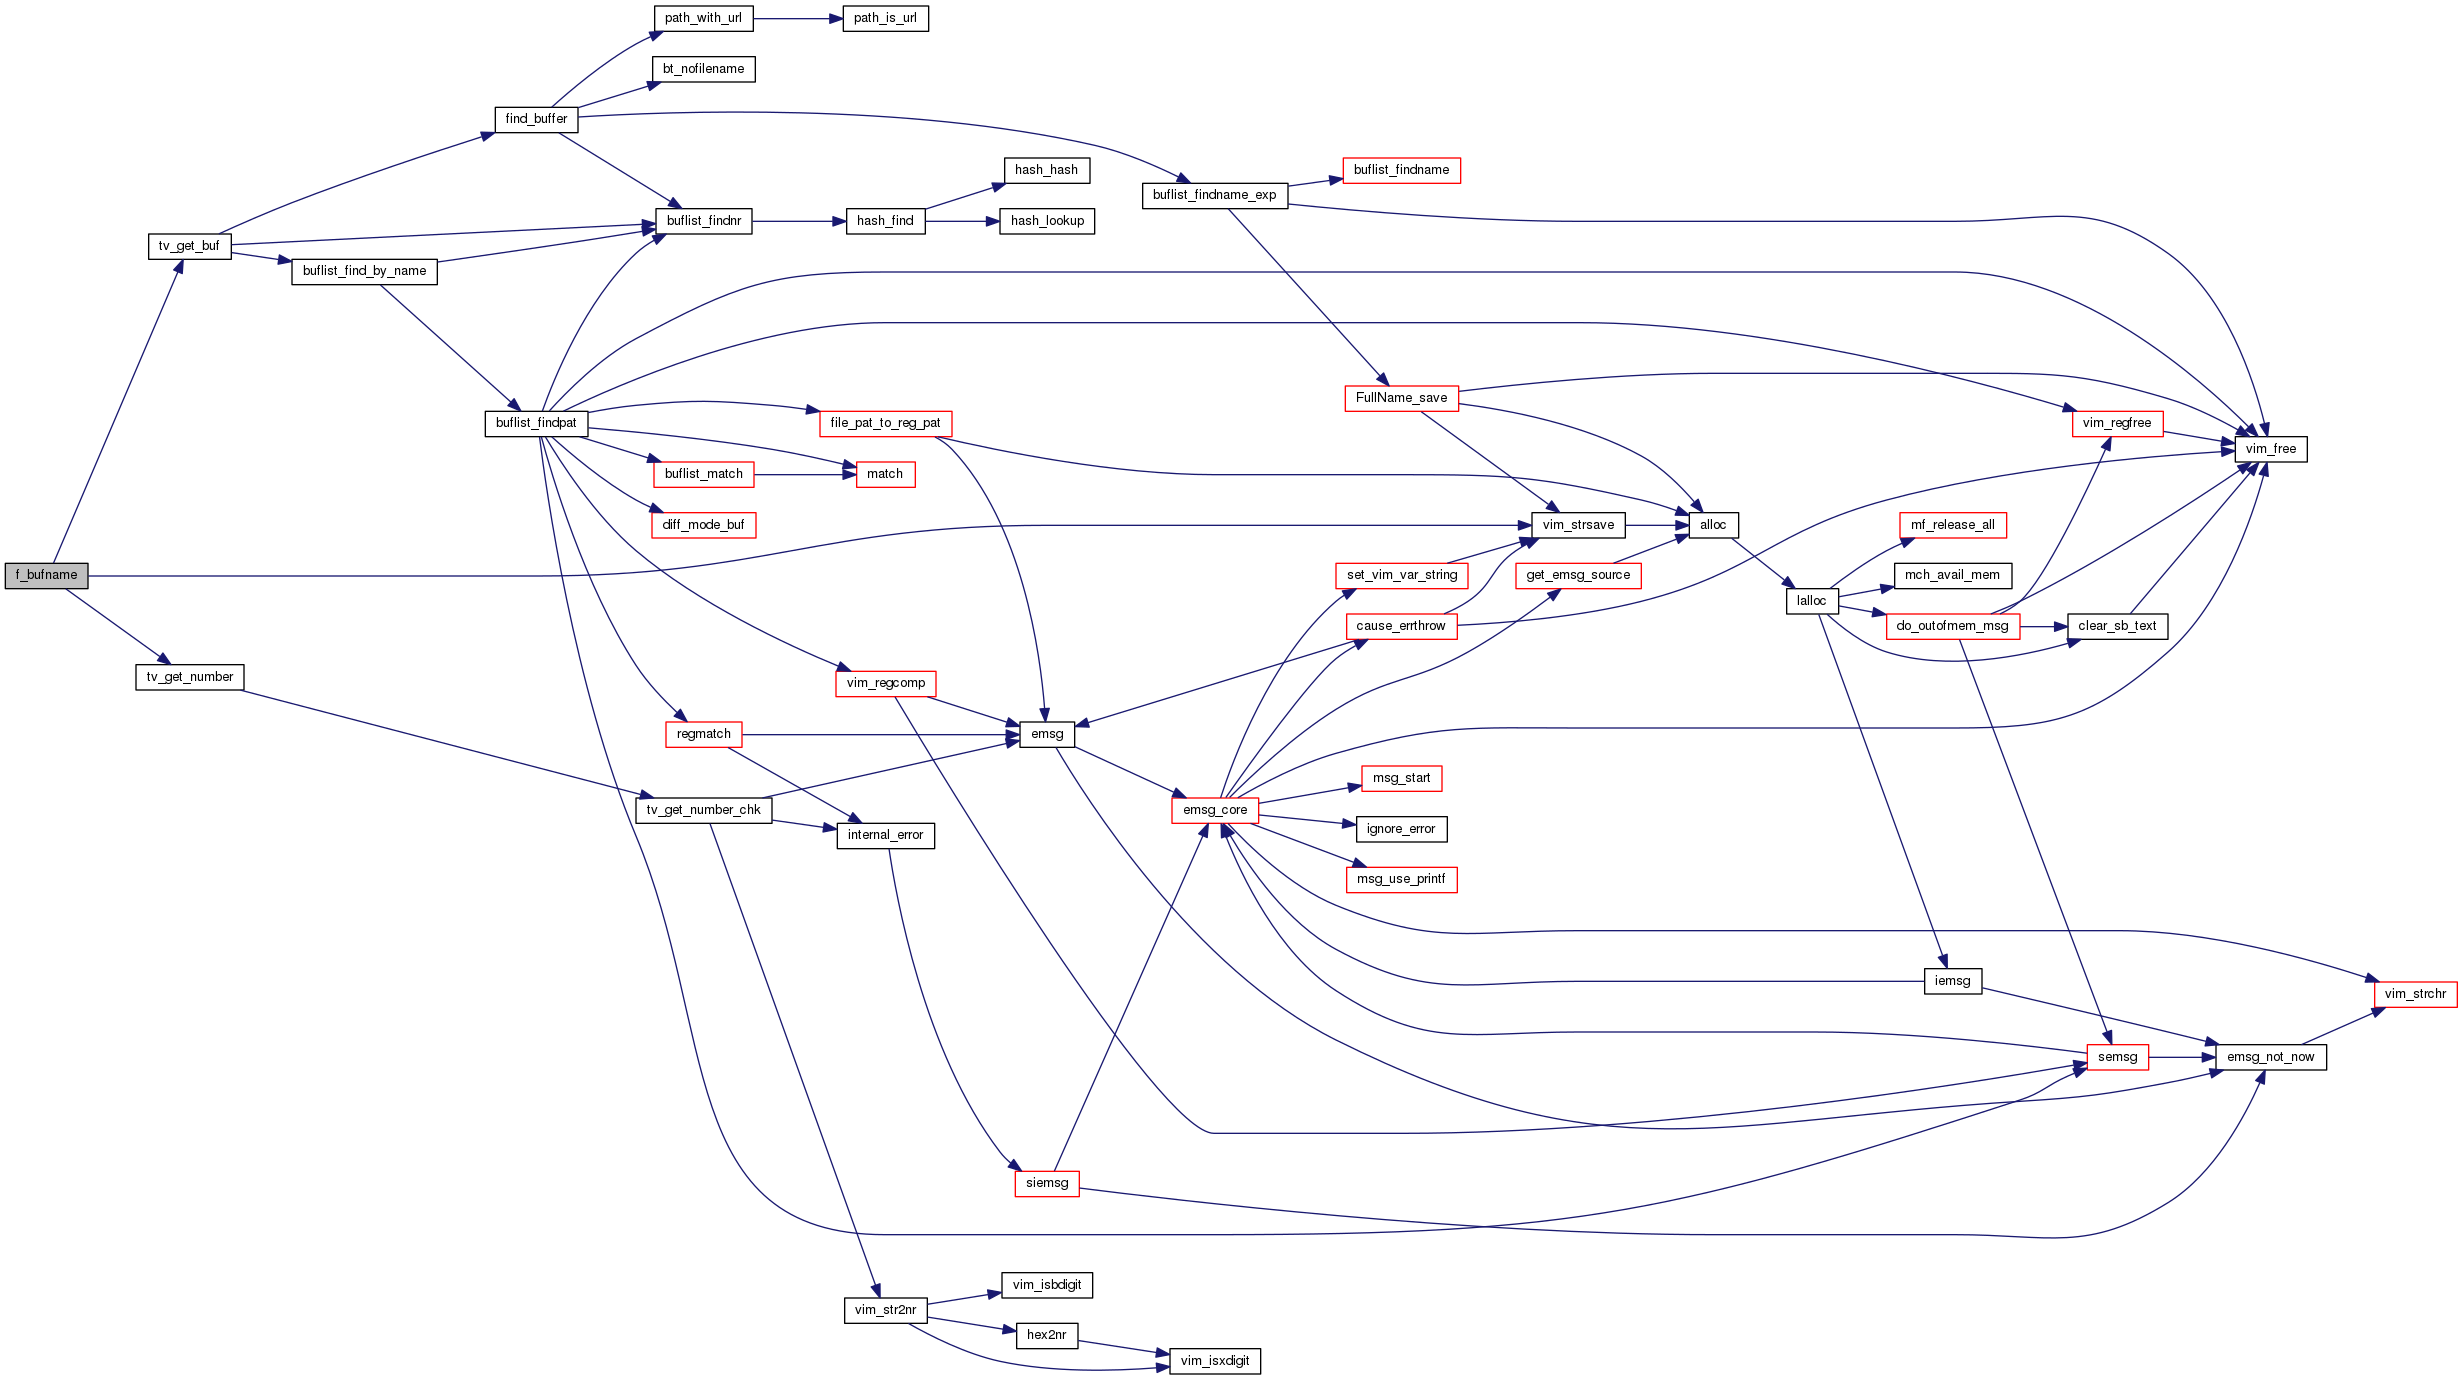 path_with_url
path_is_url
bt_nofilename
find_buffer
buflist_findname
hash_hash
buflist_findname_exp
buflist_findnr
hash_find
hash_lookup
tv_get_buf
buflist_find_by_name
FullName_save
buflist_findpat
file_pat_to_reg_pat
vim_regfree
vim_free
buflist_match
match
diff_mode_buf
vim_strsave
alloc
mf_release_all
f_bufname
set_vim_var_string
get_emsg_source
mch_avail_mem
lalloc
cause_errthrow
do_outofmem_msg
clear_sb_text
tv_get_number
vim_regcomp
regmatch
emsg
msg_start
tv_get_number_chk
emsg_core
internal_error
ignore_error
msg_use_printf
iemsg
vim_strchr
semsg
emsg_not_now
siemsg
vim_isbdigit
vim_str2nr
hex2nr
vim_isxdigit